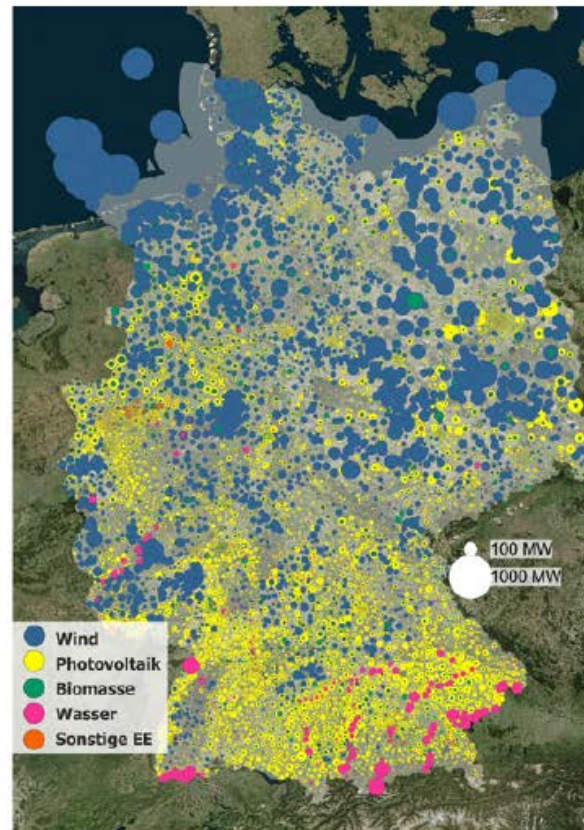 100 MW
1000 MW
Wind
Photovoltaik
Biomasse
Wasser
Sonstige EE